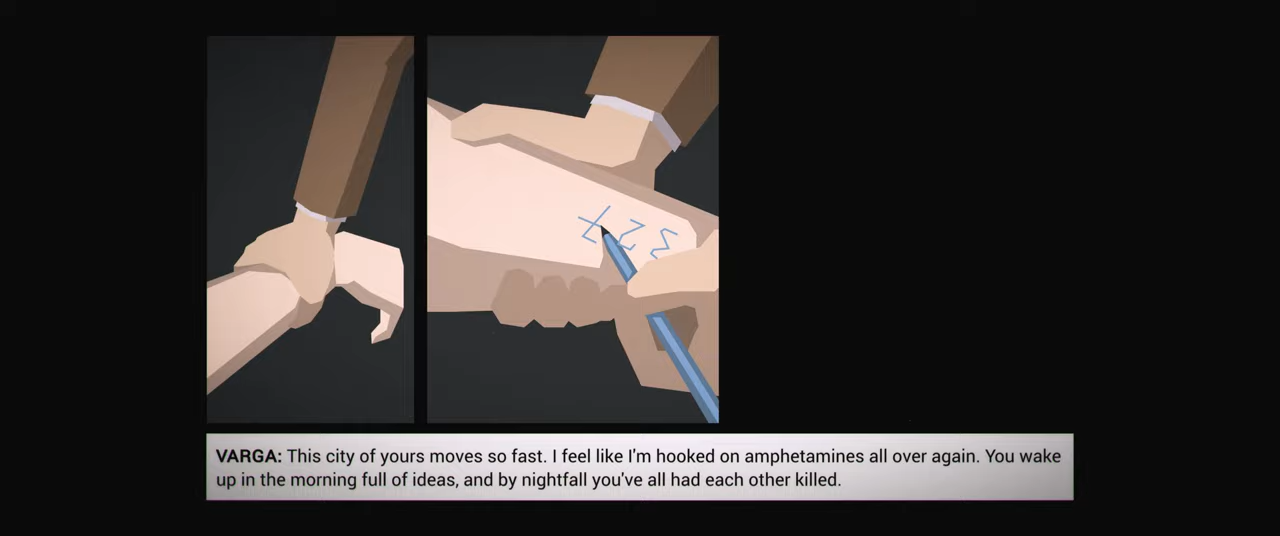 VARGA: This city of yours moves so fast. I feel like I'm hooked on amphetamines all over again. You wake
up in the morning full of ideas, and by nightfall you've all had each other killed.